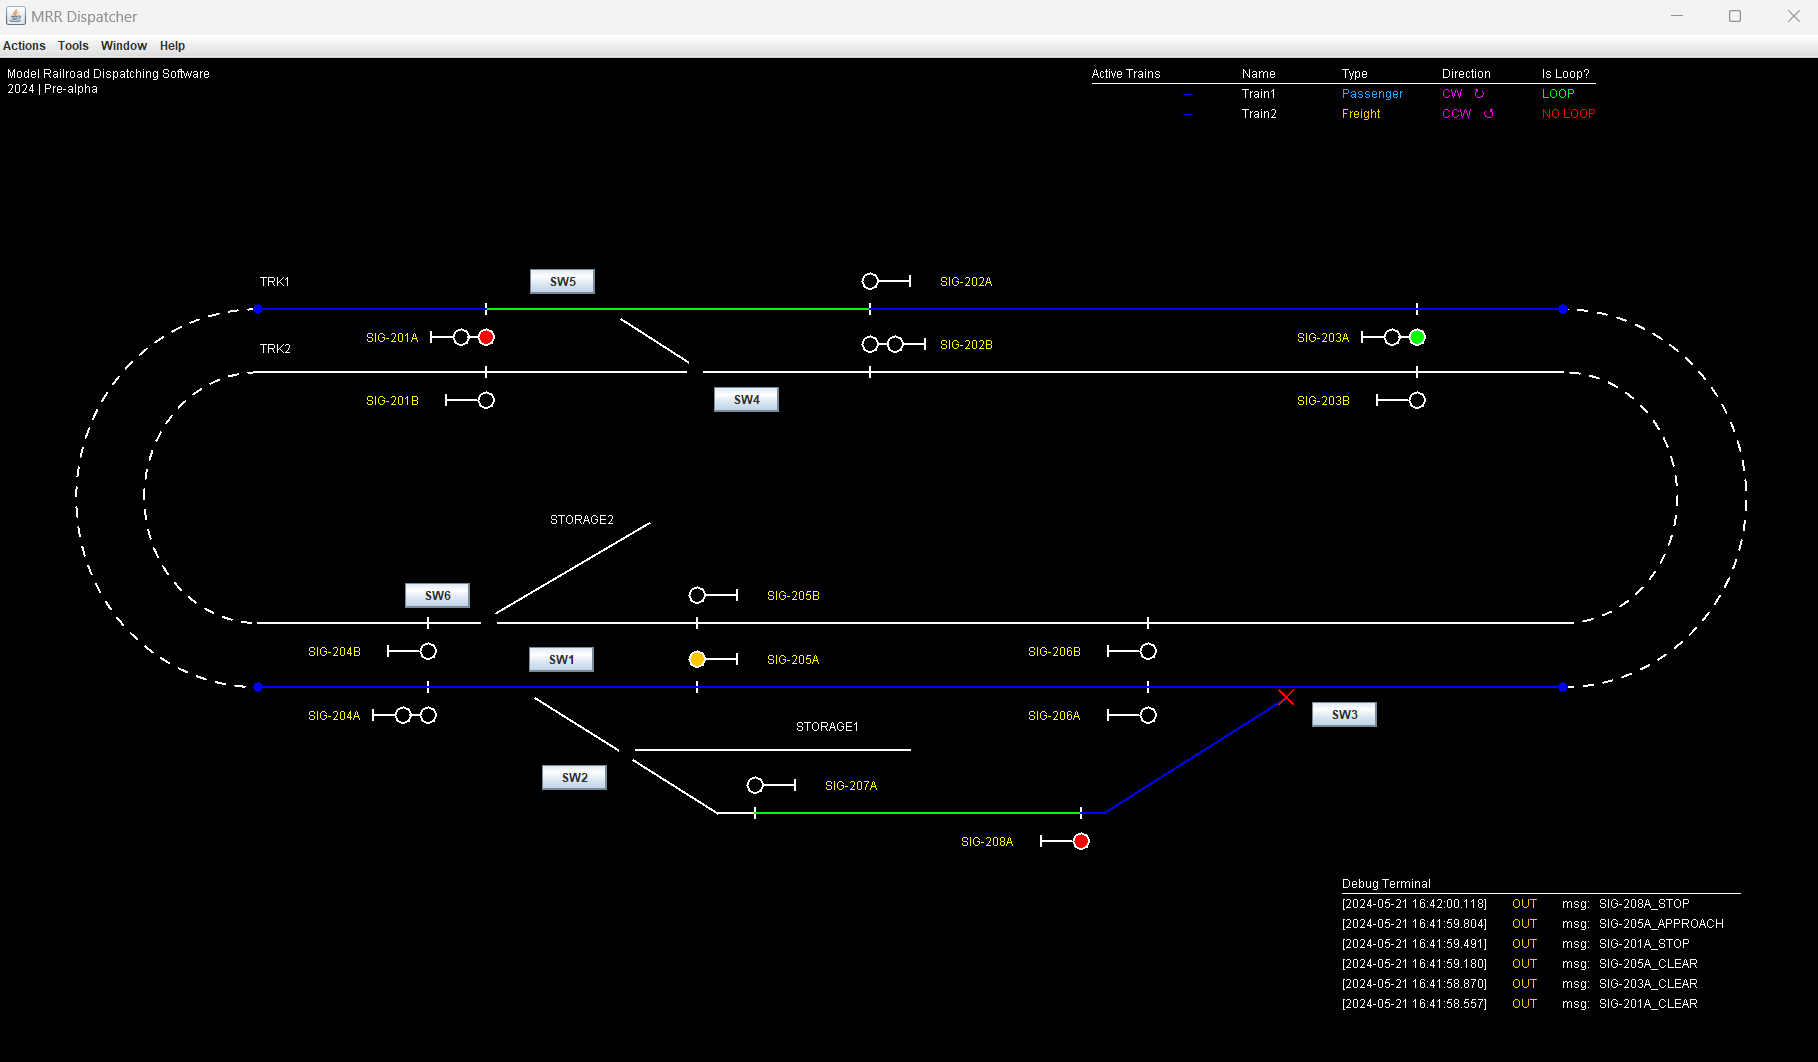 MRR Dispatcher
Actions Tools Window Help
Model Railroad Dispatching Software
2024 | Pre-alpha
Active Trains Name Type Direction Is Loop?
Train1 Passenger CW ↻ LOOP
Train2 Freight CCW ↺ NO LOOP
TRK1
SW5
SIG-202A
SIG-201A
SIG-202B
SIG-203A
TRK2
SW4
SIG-201B
SIG-203B
STORAGE2
SW6
SIG-205B
SIG-204B
SIG-206B
SW1
SIG-205A
SIG-204A
SIG-206A
SW3
STORAGE1
SW2
SIG-207A
SIG-208A
Debug Terminal
[2024-05-21 16:42:00.118] OUT msg: SIG-208A_STOP
[2024-05-21 16:41:59.804] OUT msg: SIG-205A_APPROACH
[2024-05-21 16:41:59.491] OUT msg: SIG-201A_STOP
[2024-05-21 16:41:59.180] OUT msg: SIG-205A_CLEAR
[2024-05-21 16:41:58.870] OUT msg: SIG-203A_CLEAR
[2024-05-21 16:41:58.557] OUT msg: SIG-201A_CLEAR